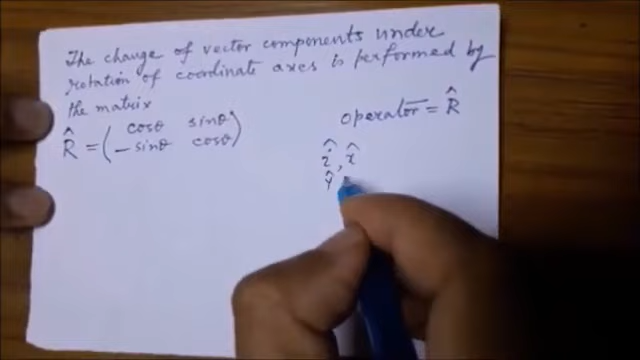 The change of vector components under
rotation of coordinate axes is performed by
the matrix
R̂ = ( cosθ sinθ
−sinθ cosθ )
operator = R̂
î, x̂
ŷ